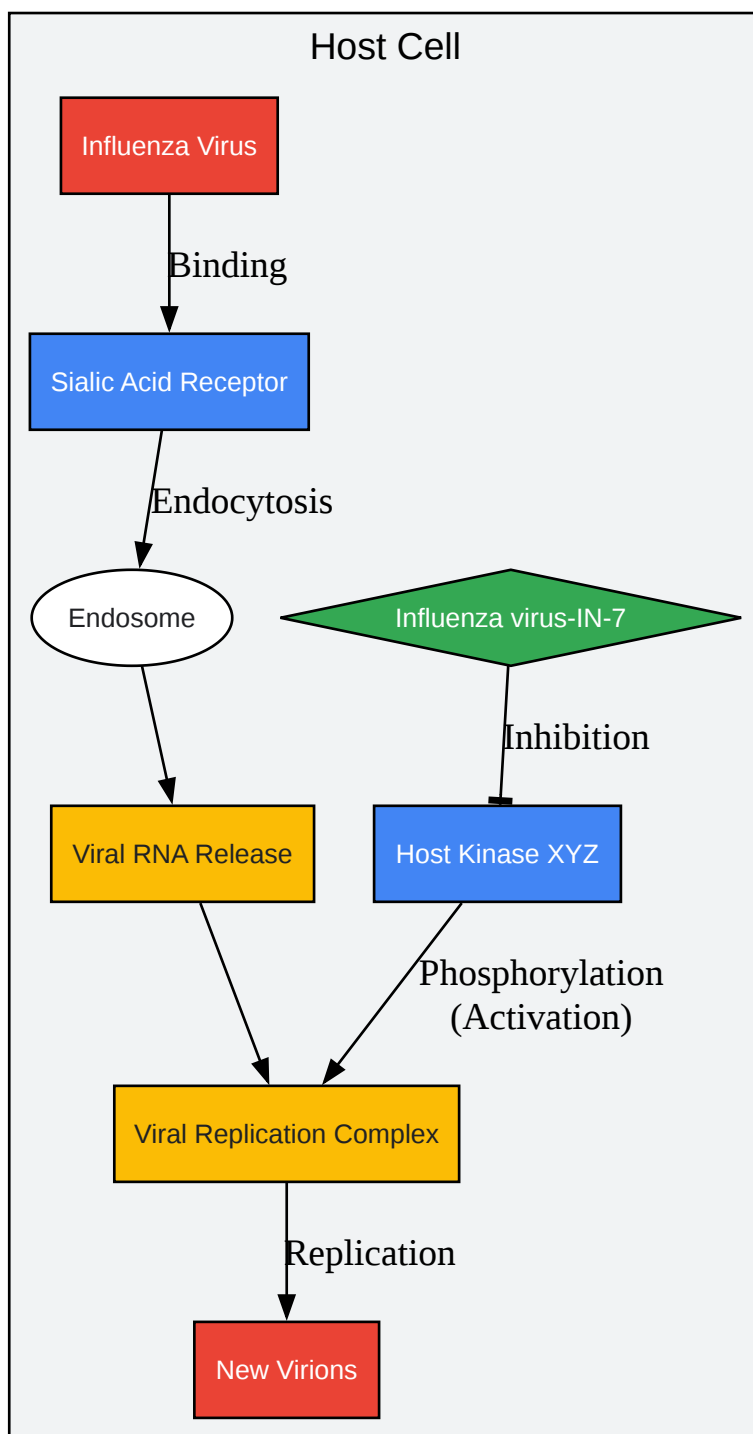 Host Cell
Influenza Virus
Binding
Sialic Acid Receptor
Endocytosis
Endosome
Influenza virus-IN-7
Inhibition
Viral RNA Release
Host Kinase XYZ
Phosphorylation
(Activation)
Viral Replication Complex
Replication
New Virions